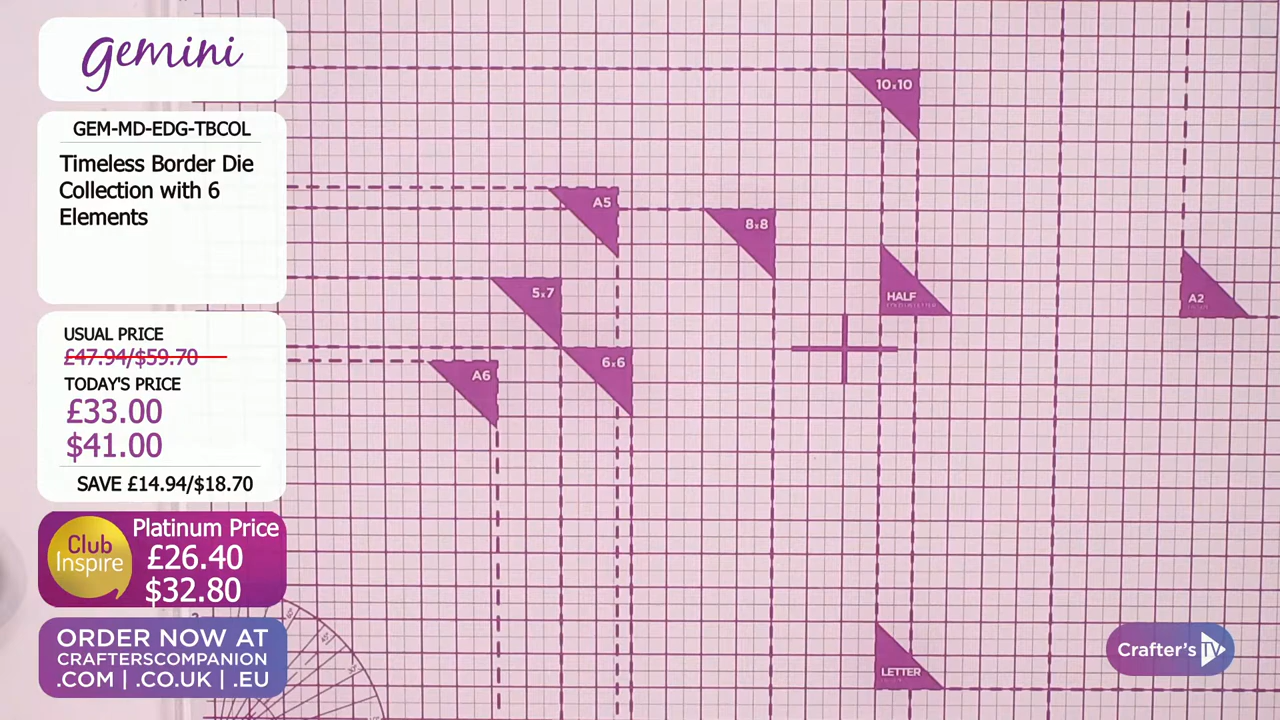 gemini
GEM-MD-EDG-TBCOL
Timeless Border Die
Collection with 6
Elements
USUAL PRICE
£47.94/$59.70
TODAY'S PRICE
£33.00
$41.00
SAVE £14.94/$18.70
Club
Inspire
Platinum Price
£26.40
$32.80
ORDER NOW AT
CRAFTERSCOMPANION
.COM | .CO.UK | .EU
10x10
A5
8x8
5x7
HALF
A2
6x6
A6
LETTER
Crafter's TV